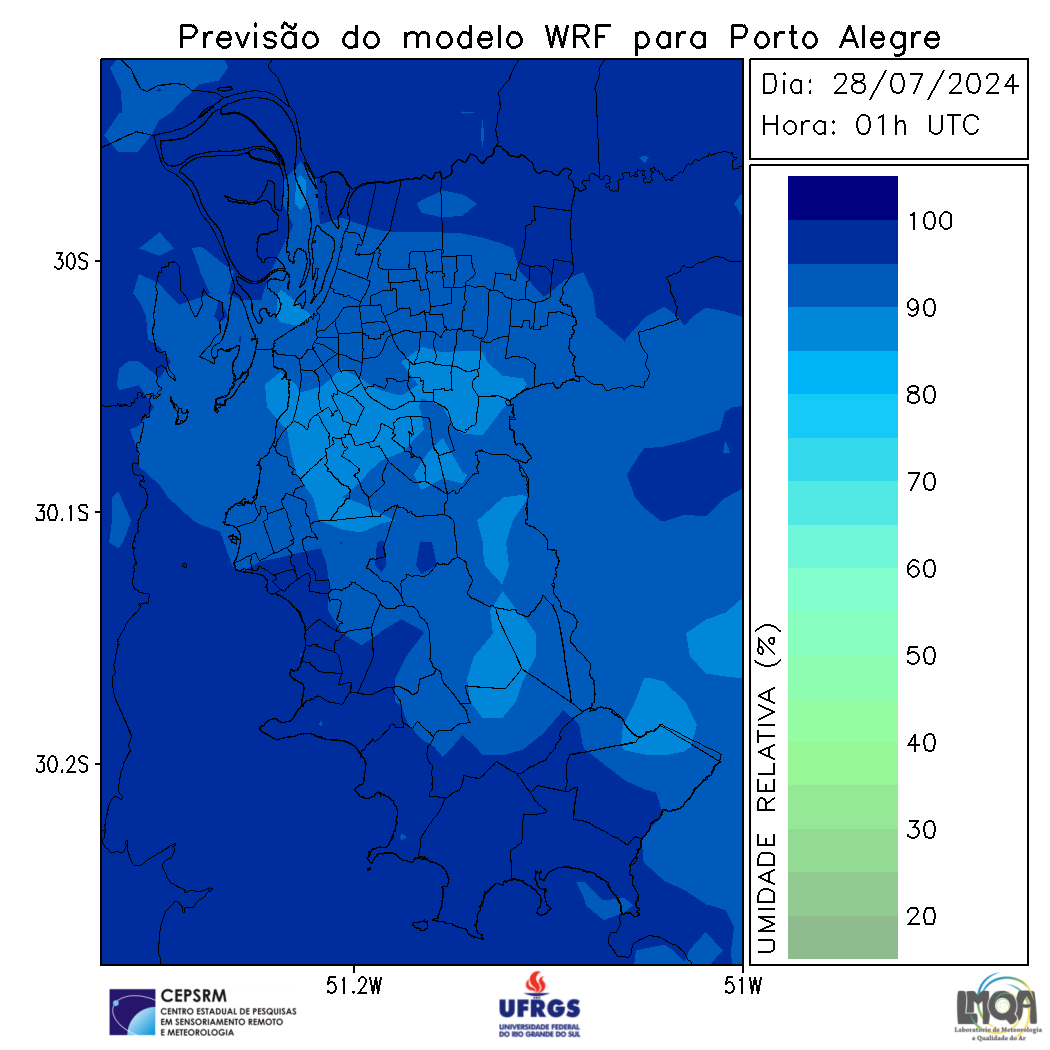 Previsão do modelo WRF para Porto Alegre
Dia: 28/07/2024
Hora: 01h UTC
30S
30.1S
30.2S
51.2W
51W
UMIDADE RELATIVA (%)
100
90
80
70
60
50
40
30
20
CEPSRM
CENTRO ESTADUAL DE PESQUISAS
EM SENSORIAMENTO REMOTO
E METEOROLOGIA
UFRGS
UNIVERSIDADE FEDERAL
DO RIO GRANDE DO SUL
LMQA
Laboratório de Meteorologia
e Qualidade do Ar